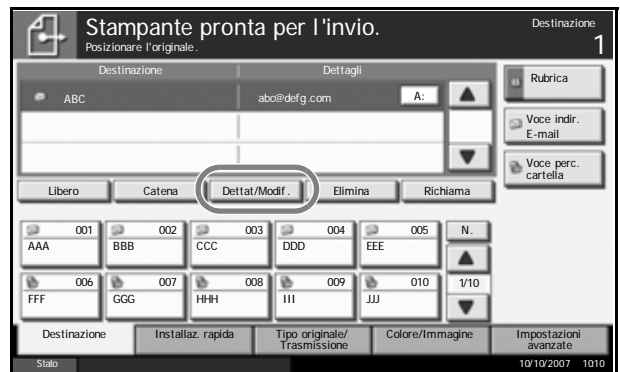 Stampante pronta per l'invio.
Posizionare l'originale.
Destinazione
1
Destinazione Dettagli
ABC abc@defg.com A:
Rubrica
Voce indir.
E-mail
Voce perc.
cartella
Libero Catena Dettat/Modif. Elimina Richiama
001 002 003 004 005 N.
AAA BBB CCC DDD EEE
006 007 008 009 010 1/10
FFF GGG HHH III JJJ
Destinazione Installaz. rapida Tipo originale/
Trasmissione Colore/Immagine Impostazioni
avanzate
Stato 10/10/2007 1010